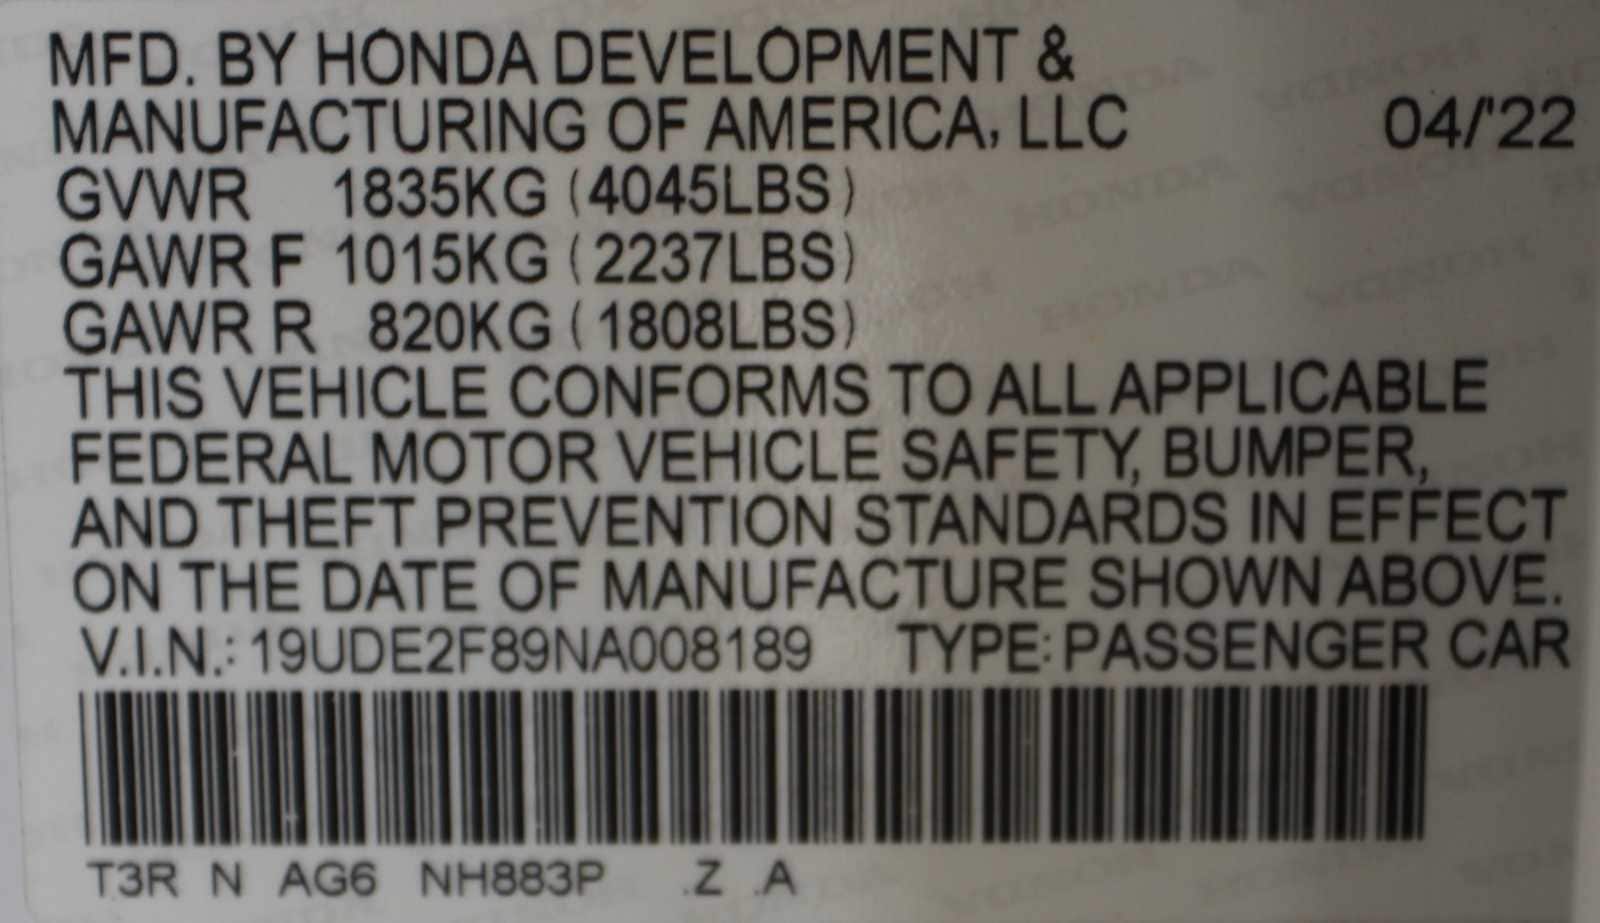 MFD. BY HONDA DEVELOPMENT &
MANUFACTURING OF AMERICA, LLC 04/'22
GVWR 1835KG (4045LBS)
GAWR F 1015KG (2237LBS)
GAWR R 820KG (1808LBS)
THIS VEHICLE CONFORMS TO ALL APPLICABLE
FEDERAL MOTOR VEHICLE SAFETY, BUMPER,
AND THEFT PREVENTION STANDARDS IN EFFECT
ON THE DATE OF MANUFACTURE SHOWN ABOVE.
V.I.N.: 19UDE2F89NA008189 TYPE: PASSENGER CAR
T3R N AG6 NH883P .Z .A